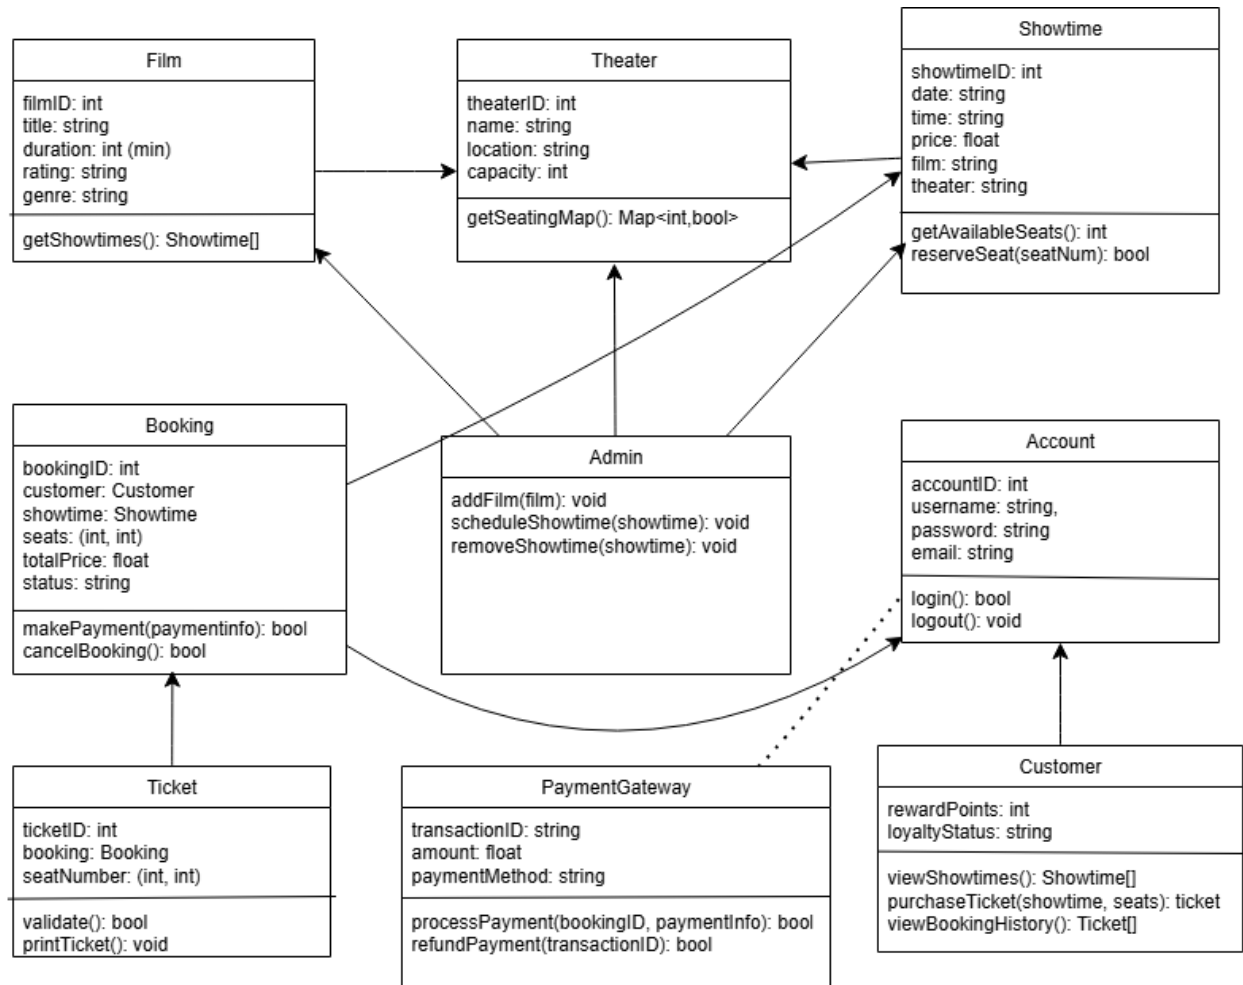 Film
filmID: int
title: string
duration: int (min)
rating: string
genre: string
getShowtimes(): Showtime[]
Theater
theaterID: int
name: string
location: string
capacity: int
getSeatingMap(): Map<int,bool>
Showtime
showtimeID: int
date: string
time: string
price: float
film: string
theater: string
getAvailableSeats(): int
reserveSeat(seatNum): bool
Booking
bookingID: int
customer: Customer
showtime: Showtime
seats: (int, int)
totalPrice: float
status: string
makePayment(paymentinfo): bool
cancelBooking(): bool
Admin
addFilm(film): void
scheduleShowtime(showtime): void
removeShowtime(showtime): void
Account
accountID: int
username: string,
password: string
email: string
login(): bool
logout(): void
Ticket
ticketID: int
booking: Booking
seatNumber: (int, int)
validate(): bool
printTicket(): void
PaymentGateway
transactionID: string
amount: float
paymentMethod: string
processPayment(bookingID, paymentInfo): bool
refundPayment(transactionID): bool
Customer
rewardPoints: int
loyaltyStatus: string
viewShowtimes(): Showtime[]
purchaseTicket(showtime, seats): ticket
viewBookingHistory(): Ticket[]